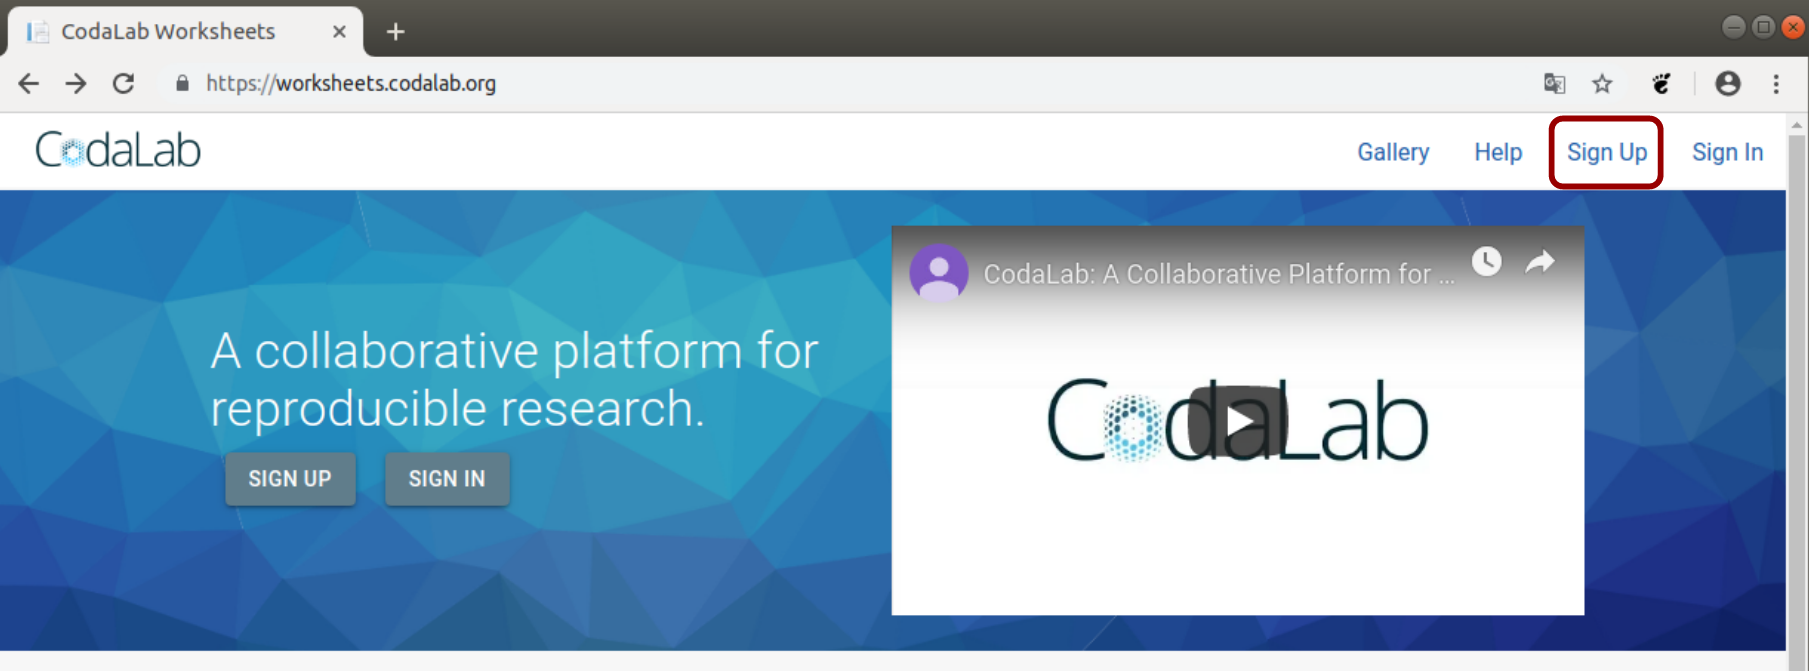 CodaLab Worksheets
https://worksheets.codalab.org
CodaLab
Gallery Help Sign Up Sign In
CodaLab: A Collaborative Platform for ...
A collaborative platform for
reproducible research.
CodaLab
SIGN UP SIGN IN